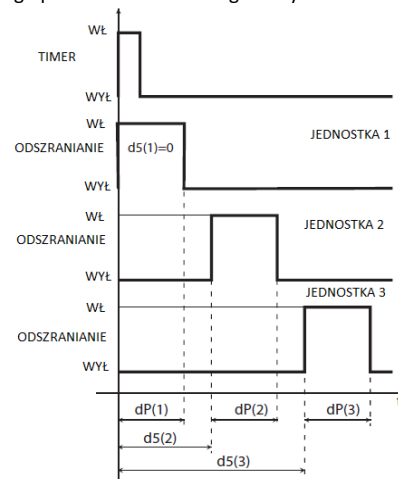 WŁ
TIMER
WYŁ
WŁ
JEDNOSTKA 1
ODSZRANIANIE
d5(1)=0
WYŁ
WŁ
JEDNOSTKA 2
ODSZRANIANIE
WYŁ
JEDNOSTKA 3
WŁ
ODSZRANIANIE
WYŁ
dP(1) dP(2) dP(3)
d5(2)
d5(3)